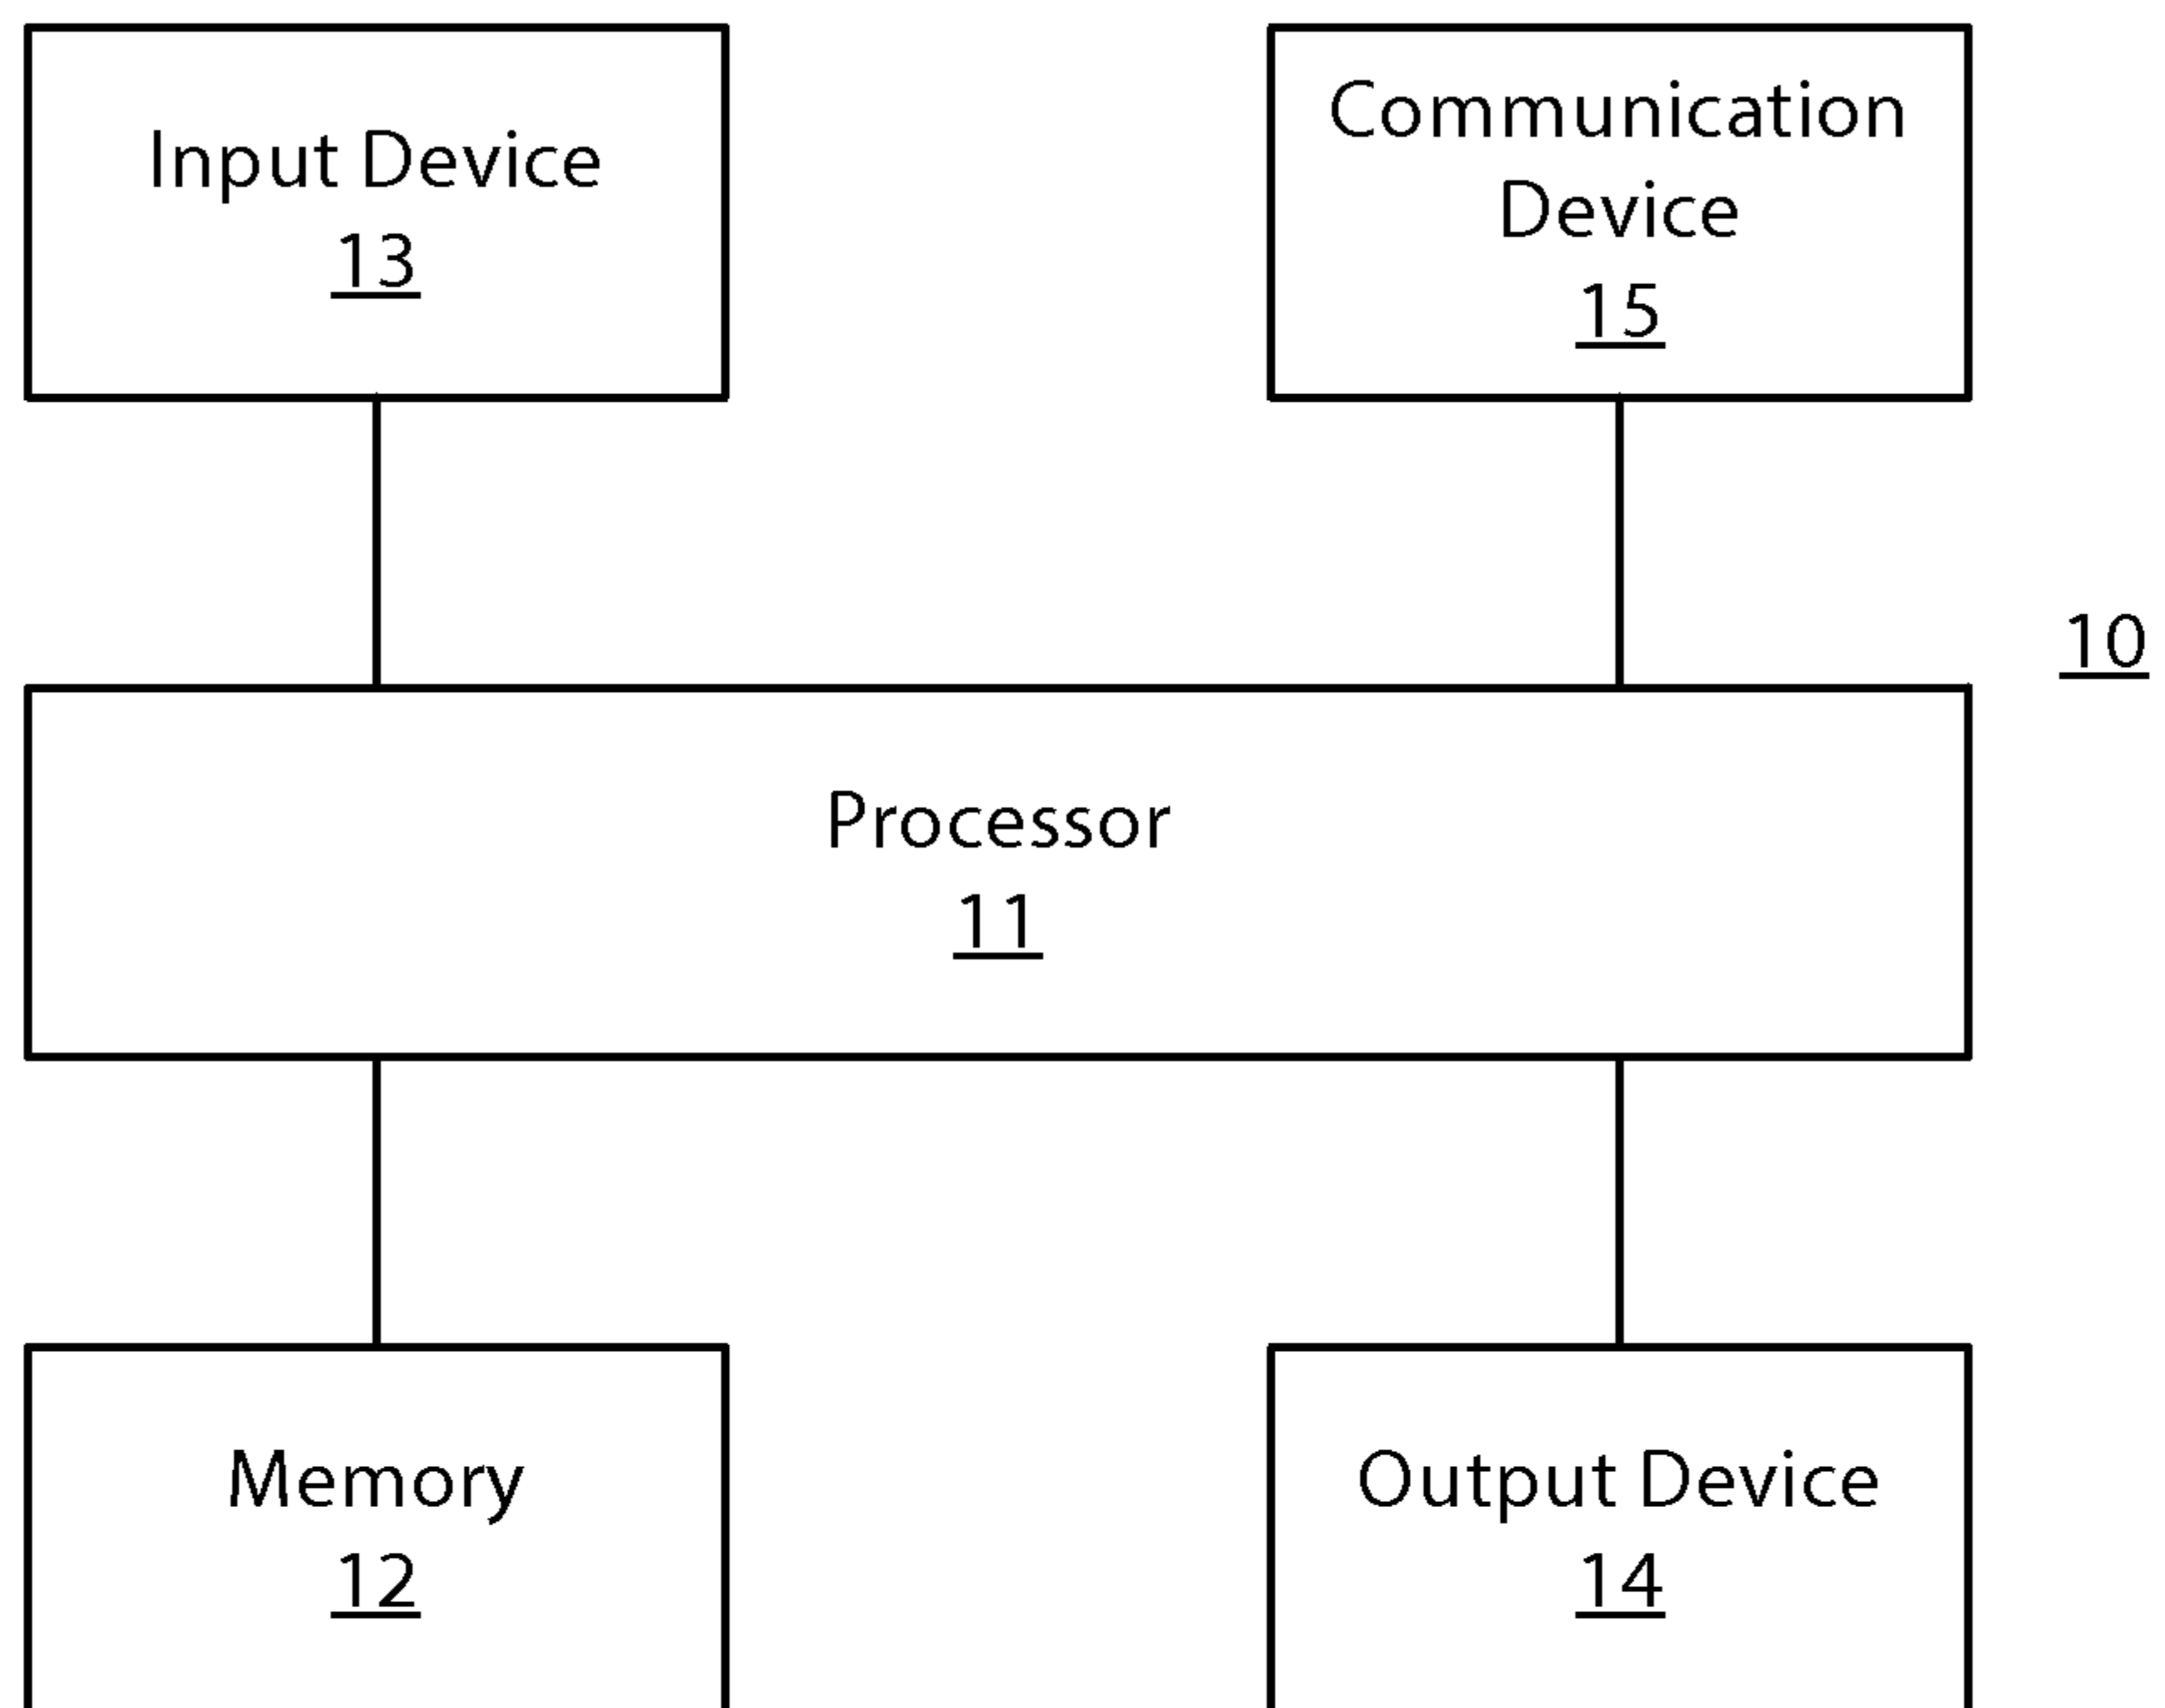 Input Device
13
Communication
Device
15
10
Processor
11
Memory
12
Output Device
14